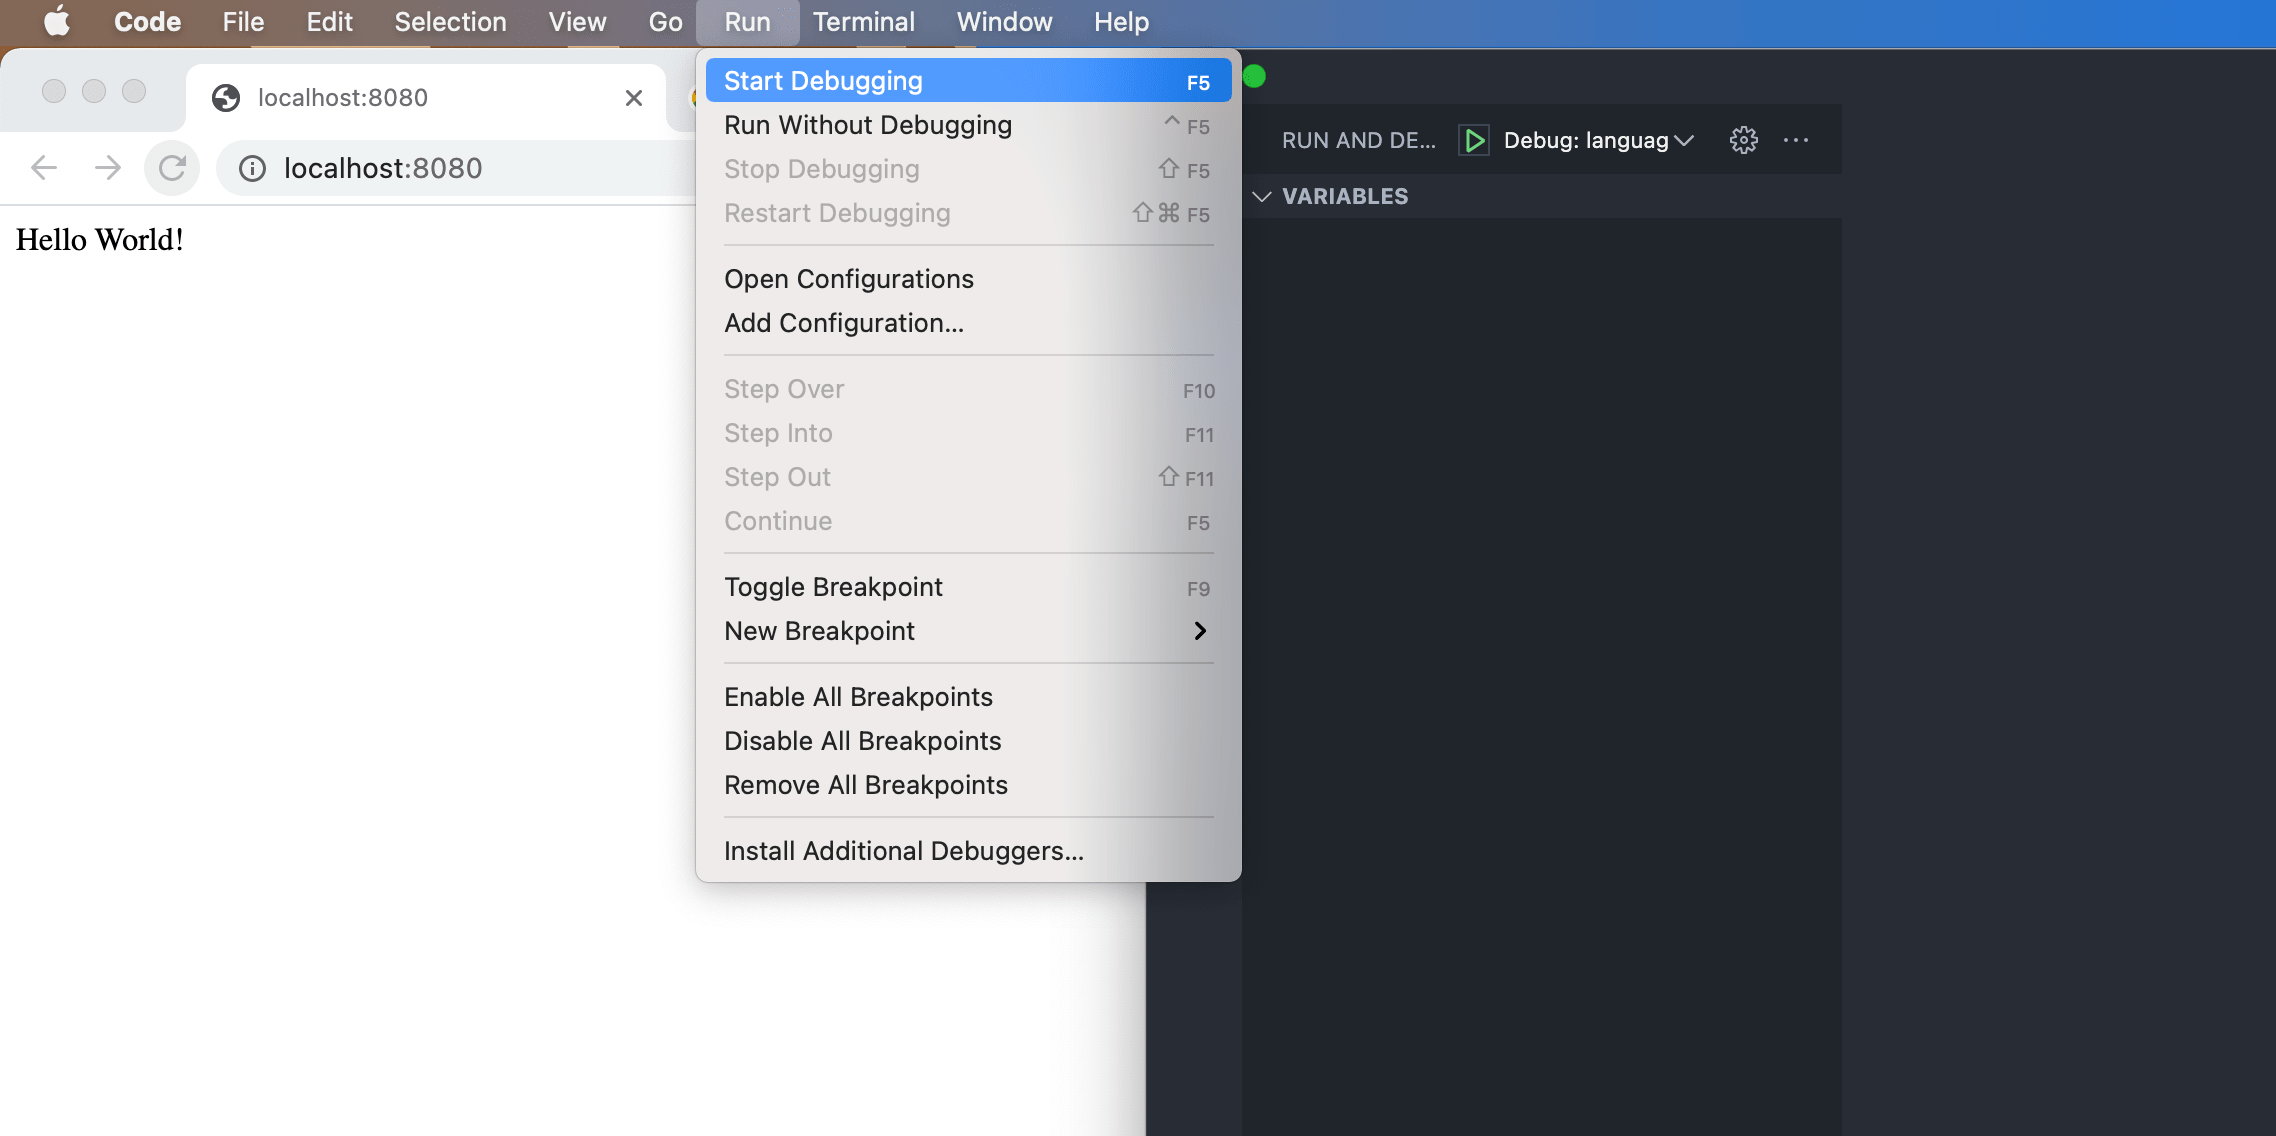 Code File Edit Selection View Go Run Terminal Window Help
localhost:8080
localhost:8080
Hello World!
Start Debugging F5
Run Without Debugging ^ F5
Stop Debugging ⇧ F5
Restart Debugging ⇧ ⌘ F5
Open Configurations
Add Configuration...
Step Over F10
Step Into F11
Step Out ⇧ F11
Continue F5
Toggle Breakpoint F9
New Breakpoint
Enable All Breakpoints
Disable All Breakpoints
Remove All Breakpoints
Install Additional Debuggers...
RUN AND DE... Debug: languag
VARIABLES